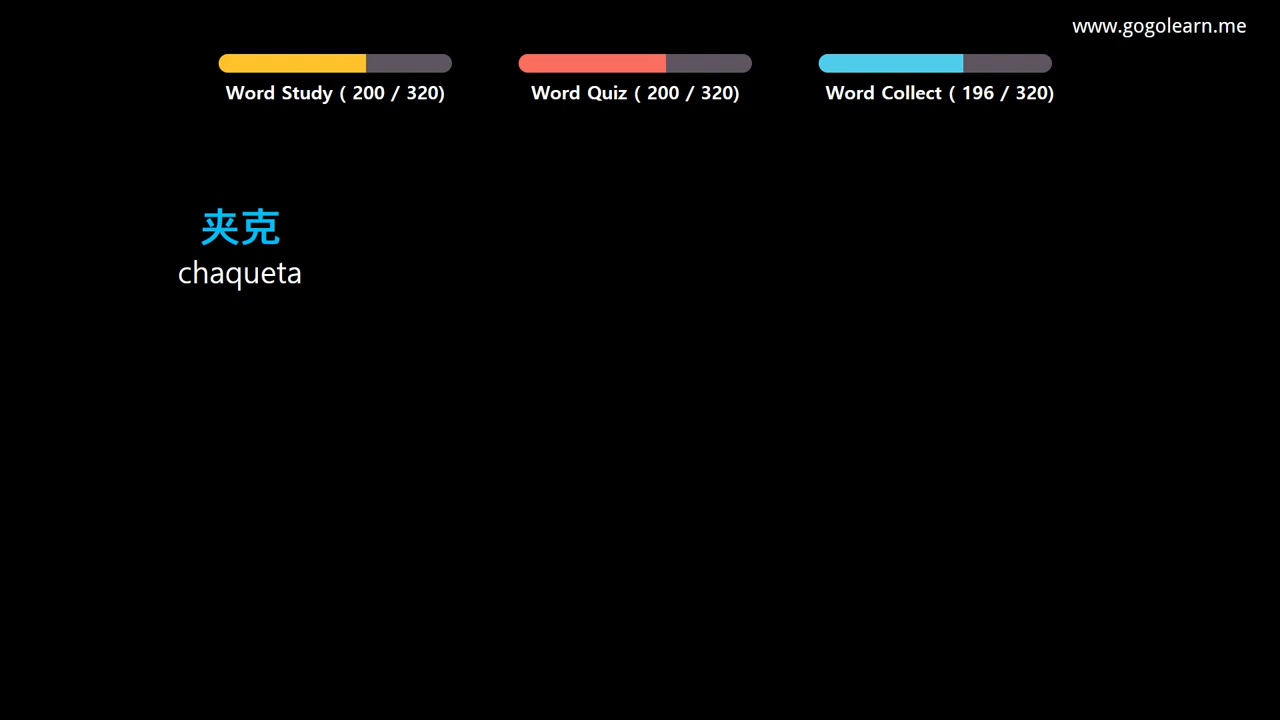 www.gogolearn.me
Word Study ( 200 / 320)
Word Quiz ( 200 / 320)
Word Collect ( 196 / 320)
夹克
chaqueta